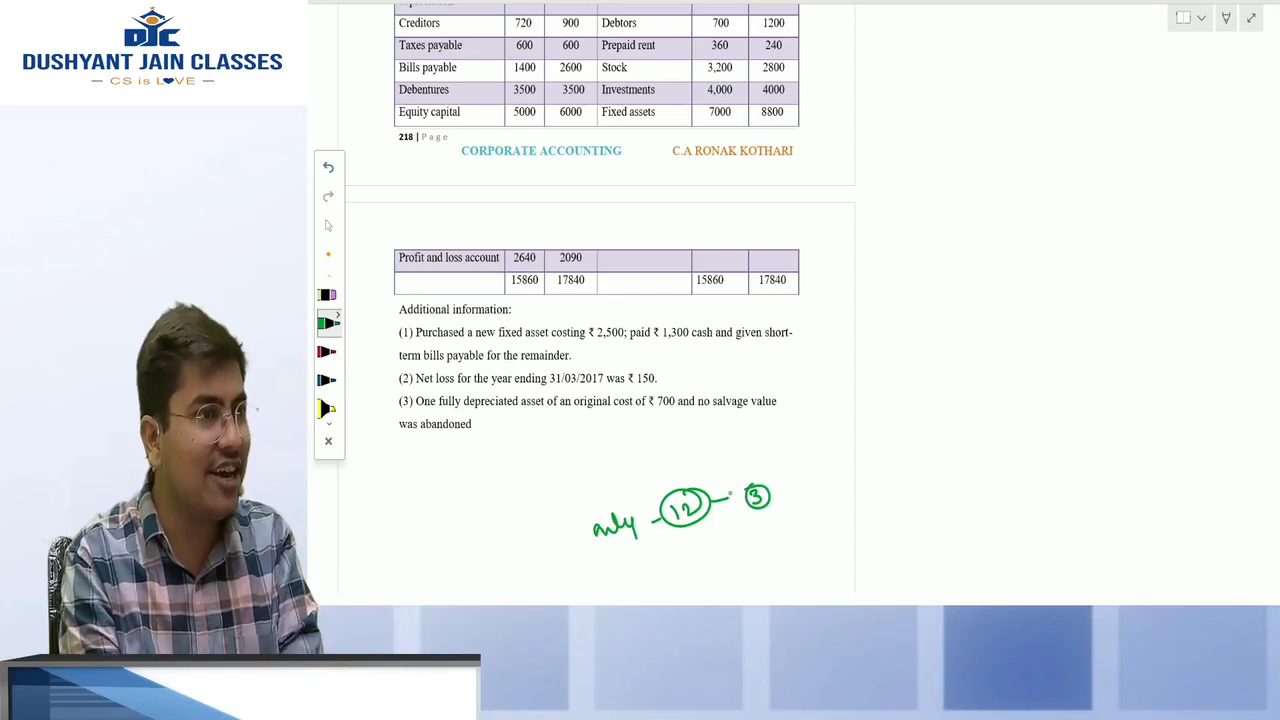 DJC
DUSHYANT JAIN CLASSES
CS is LOVE
Creditors 720 900 Debtors 700 1200
Taxes payable 600 600 Prepaid rent 360 240
Bills payable 1400 2600 Stock 3,200 2800
Debentures 3500 3500 Investments 4,000 4000
Equity capital 5000 6000 Fixed assets 7000 8800
218 | Page
CORPORATE ACCOUNTING C.A RONAK KOTHARI
Profit and loss account 2640 2090
15860 17840 15860 17840
Additional information:
(1) Purchased a new fixed asset costing ₹ 2,500; paid ₹ 1,300 cash and given short-
term bills payable for the remainder.
(2) Net loss for the year ending 31/03/2017 was ₹ 150.
(3) One fully depreciated asset of an original cost of ₹ 700 and no salvage value
was abandoned
only - 12 - 3